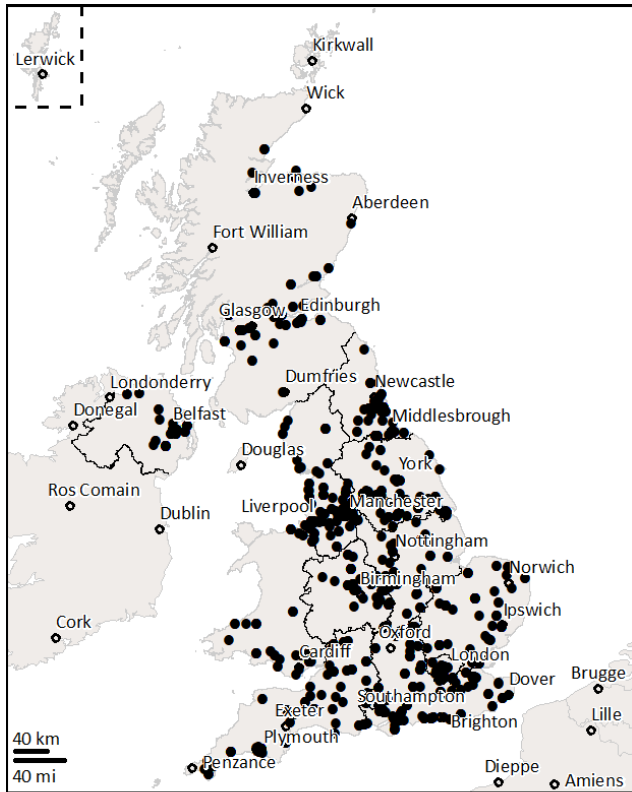 Kirkwall
Lerwick
Wick
Inverness
Aberdeen
Fort William
Glasgow
Edinburgh
Dumfries
Newcastle
Londonderry
Donegal
Belfast
Middlesbrough
Douglas
York
Ros Comain
Liverpool
Manchester
Dublin
Nottingham
Birmingham
Norwich
Ipswich
Cork
Oxford
Cardiff
London
Dover
Brugge
Southampton
Exeter
Brighton
Lille
Plymouth
40 km
Penzance
40 mi
Dieppe
Amiens